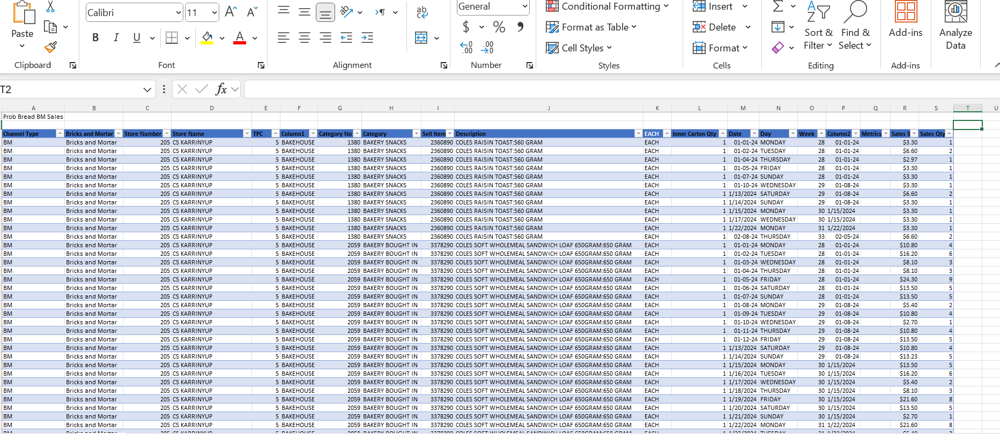 Calibri 11 ab General Conditional Formatting Insert Σ A
Paste B I U A $ % 9 Format as Table Delete Z Sort & Find & Add-ins Analyze
.00 .00 Cell Styles Format Filter Select Data
Clipboard Font Alignment Number Styles Cells Editing Add-ins
T2 fx
A B C D E F G H I J K L M N O P Q R S T U
Prob Bread BM Sales
Channel Type Bricks and Mortar Store Number Store Name TPC Column1 Category No Category Sell Item Description EACH Inner Carton Qty Date Day Week Column2 Metrics Sales $ Sales Qty
BM Bricks and Mortar 205 CS KARRINYUP 5 BAKEHOUSE 1380 BAKERY SNACKS 2360890 COLES RAISIN TOAST:560 GRAM EACH 1 01-01-24 MONDAY 28 01-01-24 $3.30 1
BM Bricks and Mortar 205 CS KARRINYUP 5 BAKEHOUSE 1380 BAKERY SNACKS 2360890 COLES RAISIN TOAST:560 GRAM EACH 1 01-02-24 TUESDAY 28 01-01-24 $6.60 2
BM Bricks and Mortar 205 CS KARRINYUP 5 BAKEHOUSE 1380 BAKERY SNACKS 2360890 COLES RAISIN TOAST:560 GRAM EACH 1 01-04-24 THURSDAY 28 01-01-24 $2.97 1
BM Bricks and Mortar 205 CS KARRINYUP 5 BAKEHOUSE 1380 BAKERY SNACKS 2360890 COLES RAISIN TOAST:560 GRAM EACH 1 01-05-24 FRIDAY 28 01-01-24 $3.30 1
BM Bricks and Mortar 205 CS KARRINYUP 5 BAKEHOUSE 1380 BAKERY SNACKS 2360890 COLES RAISIN TOAST:560 GRAM EACH 1 01-07-24 SUNDAY 28 01-01-24 $3.30 1
BM Bricks and Mortar 205 CS KARRINYUP 5 BAKEHOUSE 1380 BAKERY SNACKS 2360890 COLES RAISIN TOAST:560 GRAM EACH 1 01-10-24 WEDNESDAY 29 01-08-24 $3.30 1
BM Bricks and Mortar 205 CS KARRINYUP 5 BAKEHOUSE 1380 BAKERY SNACKS 2360890 COLES RAISIN TOAST:560 GRAM EACH 1 1/13/2024 SATURDAY 29 01-08-24 $6.60 2
BM Bricks and Mortar 205 CS KARRINYUP 5 BAKEHOUSE 1380 BAKERY SNACKS 2360890 COLES RAISIN TOAST:560 GRAM EACH 1 1/14/2024 SUNDAY 29 01-08-24 $3.30 1
BM Bricks and Mortar 205 CS KARRINYUP 5 BAKEHOUSE 1380 BAKERY SNACKS 2360890 COLES RAISIN TOAST:560 GRAM EACH 1 1/15/2024 MONDAY 30 1/15/2024 $3.30 1
BM Bricks and Mortar 205 CS KARRINYUP 5 BAKEHOUSE 1380 BAKERY SNACKS 2360890 COLES RAISIN TOAST:560 GRAM EACH 1 1/17/2024 WEDNESDAY 30 1/15/2024 $3.30 1
BM Bricks and Mortar 205 CS KARRINYUP 5 BAKEHOUSE 1380 BAKERY SNACKS 2360890 COLES RAISIN TOAST:560 GRAM EACH 1 1/22/2024 MONDAY 31 1/22/2024 $3.30 1
BM Bricks and Mortar 205 CS KARRINYUP 5 BAKEHOUSE 1380 BAKERY SNACKS 2360890 COLES RAISIN TOAST:560 GRAM EACH 1 02-08-24 THURSDAY 33 02-05-24 $6.60 2
BM Bricks and Mortar 205 CS KARRINYUP 5 BAKEHOUSE 2059 BAKERY BOUGHT IN 3378290 COLES SOFT WHOLEMEAL SANDWICH LOAF 650GRAM:650 GRAM EACH 1 01-01-24 MONDAY 28 01-01-24 $10.80 4
BM Bricks and Mortar 205 CS KARRINYUP 5 BAKEHOUSE 2059 BAKERY BOUGHT IN 3378290 COLES SOFT WHOLEMEAL SANDWICH LOAF 650GRAM:650 GRAM EACH 1 01-02-24 TUESDAY 28 01-01-24 $16.20 6
BM Bricks and Mortar 205 CS KARRINYUP 5 BAKEHOUSE 2059 BAKERY BOUGHT IN 3378290 COLES SOFT WHOLEMEAL SANDWICH LOAF 650GRAM:650 GRAM EACH 1 01-03-24 WEDNESDAY 28 01-01-24 $8.10 3
BM Bricks and Mortar 205 CS KARRINYUP 5 BAKEHOUSE 2059 BAKERY BOUGHT IN 3378290 COLES SOFT WHOLEMEAL SANDWICH LOAF 650GRAM:650 GRAM EACH 1 01-04-24 THURSDAY 28 01-01-24 $8.10 3
BM Bricks and Mortar 205 CS KARRINYUP 5 BAKEHOUSE 2059 BAKERY BOUGHT IN 3378290 COLES SOFT WHOLEMEAL SANDWICH LOAF 650GRAM:650 GRAM EACH 1 01-05-24 FRIDAY 28 01-01-24 $24.30 9
BM Bricks and Mortar 205 CS KARRINYUP 5 BAKEHOUSE 2059 BAKERY BOUGHT IN 3378290 COLES SOFT WHOLEMEAL SANDWICH LOAF 650GRAM:650 GRAM EACH 1 01-06-24 SATURDAY 28 01-01-24 $13.50 5
BM Bricks and Mortar 205 CS KARRINYUP 5 BAKEHOUSE 2059 BAKERY BOUGHT IN 3378290 COLES SOFT WHOLEMEAL SANDWICH LOAF 650GRAM:650 GRAM EACH 1 01-07-24 SUNDAY 28 01-01-24 $13.50 5
BM Bricks and Mortar 205 CS KARRINYUP 5 BAKEHOUSE 2059 BAKERY BOUGHT IN 3378290 COLES SOFT WHOLEMEAL SANDWICH LOAF 650GRAM:650 GRAM EACH 1 01-08-24 MONDAY 29 01-08-24 $5.40 2
BM Bricks and Mortar 205 CS KARRINYUP 5 BAKEHOUSE 2059 BAKERY BOUGHT IN 3378290 COLES SOFT WHOLEMEAL SANDWICH LOAF 650GRAM:650 GRAM EACH 1 01-09-24 TUESDAY 29 01-08-24 $10.80 4
BM Bricks and Mortar 205 CS KARRINYUP 5 BAKEHOUSE 2059 BAKERY BOUGHT IN 3378290 COLES SOFT WHOLEMEAL SANDWICH LOAF 650GRAM:650 GRAM EACH 1 01-10-24 WEDNESDAY 29 01-08-24 $2.70 1
BM Bricks and Mortar 205 CS KARRINYUP 5 BAKEHOUSE 2059 BAKERY BOUGHT IN 3378290 COLES SOFT WHOLEMEAL SANDWICH LOAF 650GRAM:650 GRAM EACH 1 01-11-24 THURSDAY 29 01-08-24 $10.80 4
BM Bricks and Mortar 205 CS KARRINYUP 5 BAKEHOUSE 2059 BAKERY BOUGHT IN 3378290 COLES SOFT WHOLEMEAL SANDWICH LOAF 650GRAM:650 GRAM EACH 1 01-12-24 FRIDAY 29 01-08-24 $13.50 5
BM Bricks and Mortar 205 CS KARRINYUP 5 BAKEHOUSE 2059 BAKERY BOUGHT IN 3378290 COLES SOFT WHOLEMEAL SANDWICH LOAF 650GRAM:650 GRAM EACH 1 1/13/2024 SATURDAY 29 01-08-24 $10.80 4
BM Bricks and Mortar 205 CS KARRINYUP 5 BAKEHOUSE 2059 BAKERY BOUGHT IN 3378290 COLES SOFT WHOLEMEAL SANDWICH LOAF 650GRAM:650 GRAM EACH 1 1/14/2024 SUNDAY 29 01-08-24 $13.23 5
BM Bricks and Mortar 205 CS KARRINYUP 5 BAKEHOUSE 2059 BAKERY BOUGHT IN 3378290 COLES SOFT WHOLEMEAL SANDWICH LOAF 650GRAM:650 GRAM EACH 1 1/15/2024 MONDAY 30 1/15/2024 $13.50 5
BM Bricks and Mortar 205 CS KARRINYUP 5 BAKEHOUSE 2059 BAKERY BOUGHT IN 3378290 COLES SOFT WHOLEMEAL SANDWICH LOAF 650GRAM:650 GRAM EACH 1 1/16/2024 TUESDAY 30 1/15/2024 $16.20 6
BM Bricks and Mortar 205 CS KARRINYUP 5 BAKEHOUSE 2059 BAKERY BOUGHT IN 3378290 COLES SOFT WHOLEMEAL SANDWICH LOAF 650GRAM:650 GRAM EACH 1 1/17/2024 WEDNESDAY 30 1/15/2024 $5.40 2
BM Bricks and Mortar 205 CS KARRINYUP 5 BAKEHOUSE 2059 BAKERY BOUGHT IN 3378290 COLES SOFT WHOLEMEAL SANDWICH LOAF 650GRAM:650 GRAM EACH 1 1/18/2024 THURSDAY 30 1/15/2024 $8.10 3
BM Bricks and Mortar 205 CS KARRINYUP 5 BAKEHOUSE 2059 BAKERY BOUGHT IN 3378290 COLES SOFT WHOLEMEAL SANDWICH LOAF 650GRAM:650 GRAM EACH 1 1/19/2024 FRIDAY 30 1/15/2024 $21.60 8
BM Bricks and Mortar 205 CS KARRINYUP 5 BAKEHOUSE 2059 BAKERY BOUGHT IN 3378290 COLES SOFT WHOLEMEAL SANDWICH LOAF 650GRAM:650 GRAM EACH 1 1/20/2024 SATURDAY 30 1/15/2024 $13.50 5
BM Bricks and Mortar 205 CS KARRINYUP 5 BAKEHOUSE 2059 BAKERY BOUGHT IN 3378290 COLES SOFT WHOLEMEAL SANDWICH LOAF 650GRAM:650 GRAM EACH 1 1/21/2024 SUNDAY 30 1/15/2024 $2.70 1
BM Bricks and Mortar 205 CS KARRINYUP 5 BAKEHOUSE 2059 BAKERY BOUGHT IN 3378290 COLES SOFT WHOLEMEAL SANDWICH LOAF 650GRAM:650 GRAM EACH 1 1/22/2024 MONDAY 31 1/22/2024 $21.60 8